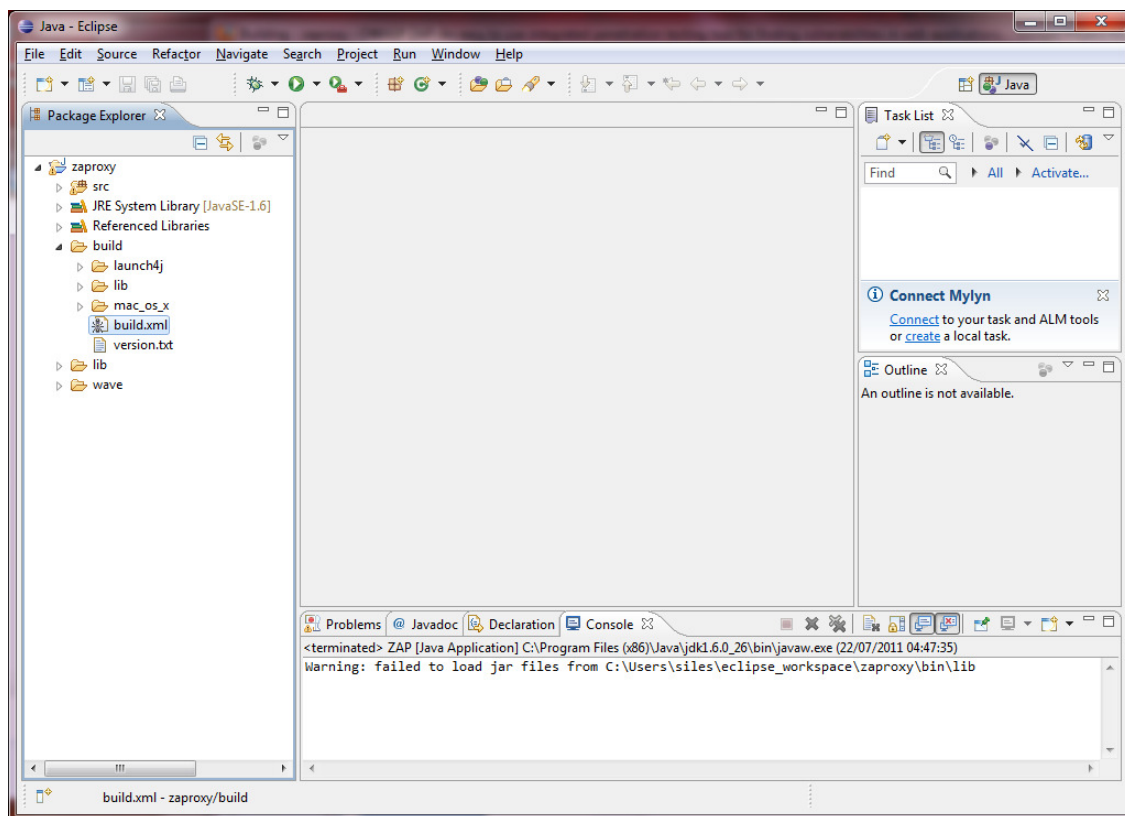 Java - Eclipse
File Edit Source Refactor Navigate Search Project Run Window Help
Java
Package Explorer
zaproxy
src
JRE System Library [JavaSE-1.6]
Referenced Libraries
build
launch4j
lib
mac_os_x
build.xml
version.txt
lib
wave
Task List
Find All Activate...
Connect Mylyn
Connect to your task and ALM tools
or create a local task.
Outline
An outline is not available.
Problems @ Javadoc Declaration Console
<terminated> ZAP [Java Application] C:\Program Files (x86)\Java\jdk1.6.0_26\bin\javaw.exe (22/07/2011 04:47:35)
Warning: failed to load jar files from C:\Users\siles\eclipse_workspace\zaproxy\bin\lib
build.xml - zaproxy/build